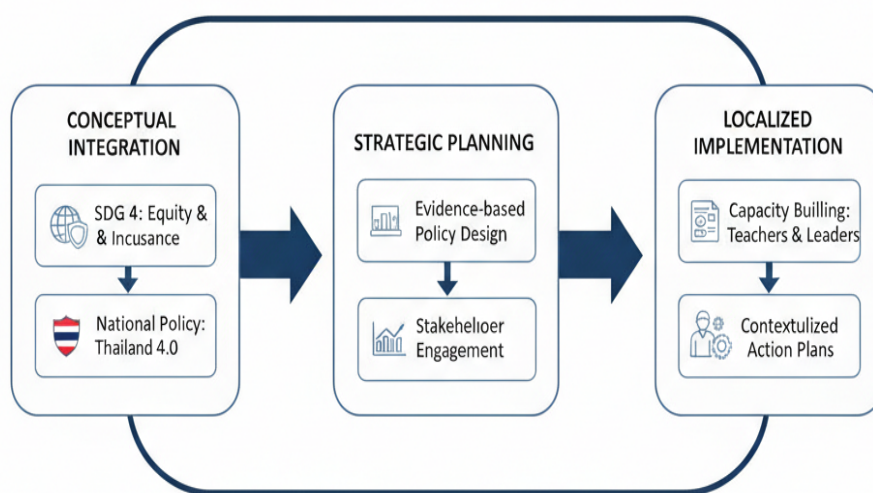 CONCEPTUAL
INTEGRATION
SDG 4: Equity &
& Incusance
National Policy:
Thailand 4.0
STRATEGIC PLANNING
Evidence-based
Policy Design
Stakehelıoer
Engagement
LOCALIZED
IMPLEMENTATION
Capacity Builling:
Teachers & Leaders
Contextulized
Action Plans